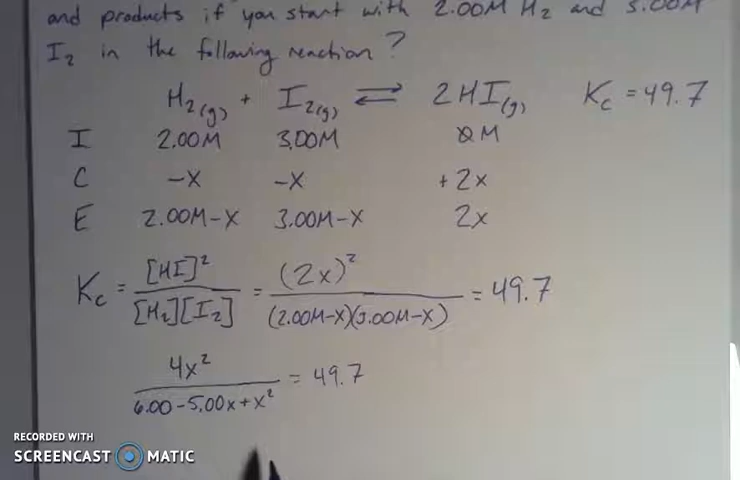 and products if you start with 2.00M H₂ and 3.00M
I₂ in the following reaction?
H₂(g) + I₂(g) ⇌ 2HI(g) Kc = 49.7
I 2.00M 3.00M 0 M
C -x -x +2x
E 2.00M-x 3.00M-x 2x
Kc = [HI]²/[H₂][I₂] = (2x)²/(2.00M-x)(3.00M-x) = 49.7
4x²/6.00-5.00x+x² = 49.7
RECORDED WITH
SCREENCAST MATIC